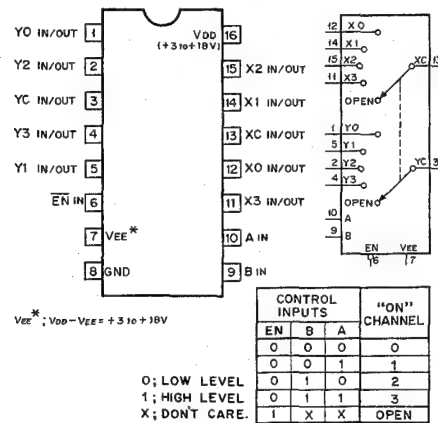 Y0 IN/OUT 1
Y2 IN/OUT 2
YC IN/OUT 3
Y3 IN/OUT 4
Y1 IN/OUT 5
E̅N̅ IN 6
7 VEE*
8 GND
VDD 16
(+3 to +18V)
15 X2 IN/OUT
14 X1 IN/OUT
13 XC IN/OUT
12 X0 IN/OUT
11 X3 IN/OUT
10 A IN
9 B IN
12 X0
14 X1
15 X2
11 X3
OPEN
XC 13
1 Y0
5 Y1
2 Y2
4 Y3
OPEN
YC 3
10 A
9 B
EN VEE
6 7
VEE*; VDD-VEE = +3 to +18V
CONTROL INPUTS "ON" CHANNEL
EN B A
0 0 0 0
0 0 1 1
0 1 0 2
0 1 1 3
1 X X OPEN
0; LOW LEVEL
1; HIGH LEVEL
X; DON'T CARE.